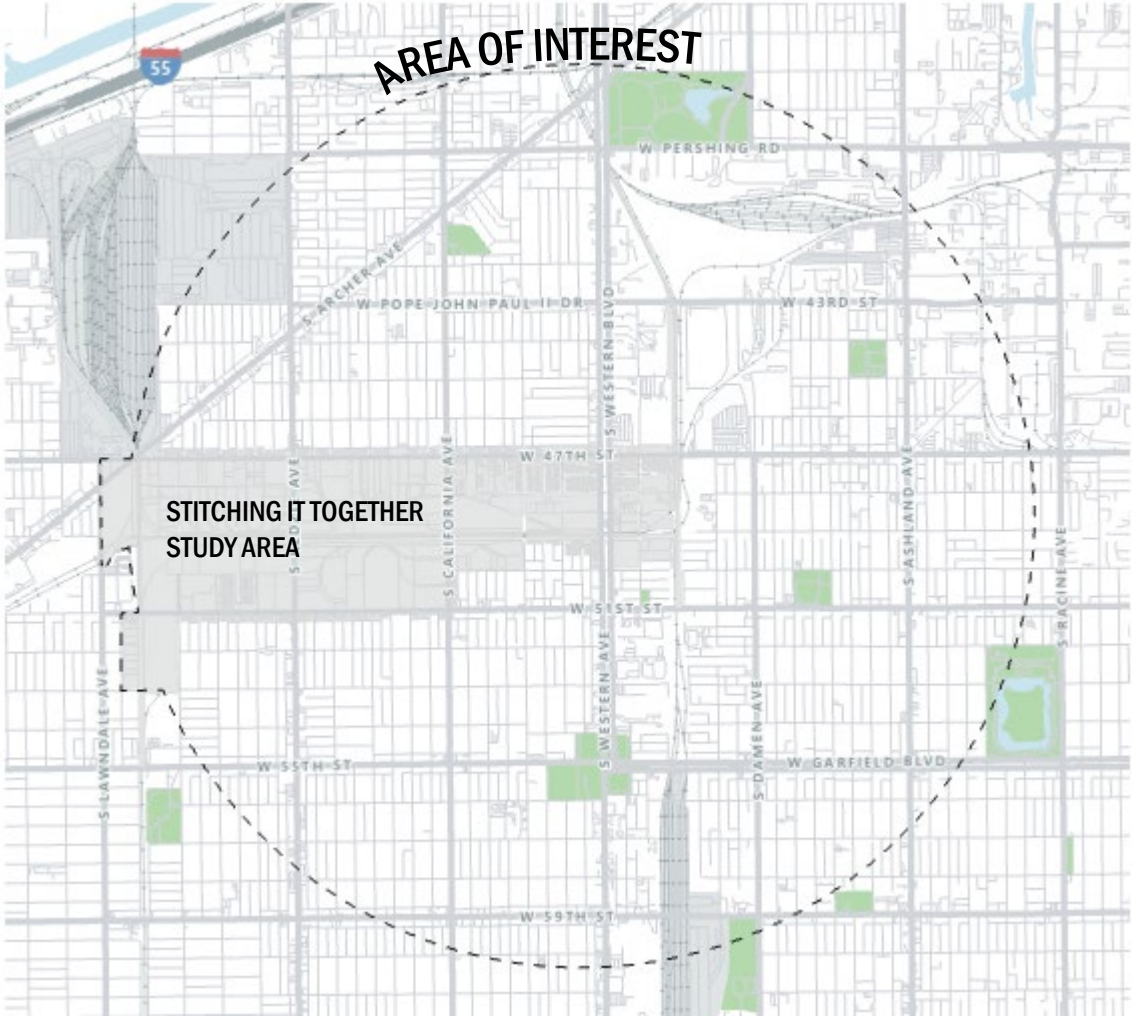 AREA OF INTEREST
55
W PERSHING RD
S ARCHER AVE
W POPE JOHN PAUL II DR
W 43RD ST
S WESTERN BLVD
W 47TH ST
S CALIFORNIA AVE
S ASHLAND AVE
STITCHING IT TOGETHER
STUDY AREA
S RACINE AVE
W 51ST ST
S LAWNDALE AVE
S WESTERN AVE
S DAMEN AVE
W 55TH ST
W GARFIELD BLVD
W 59TH ST